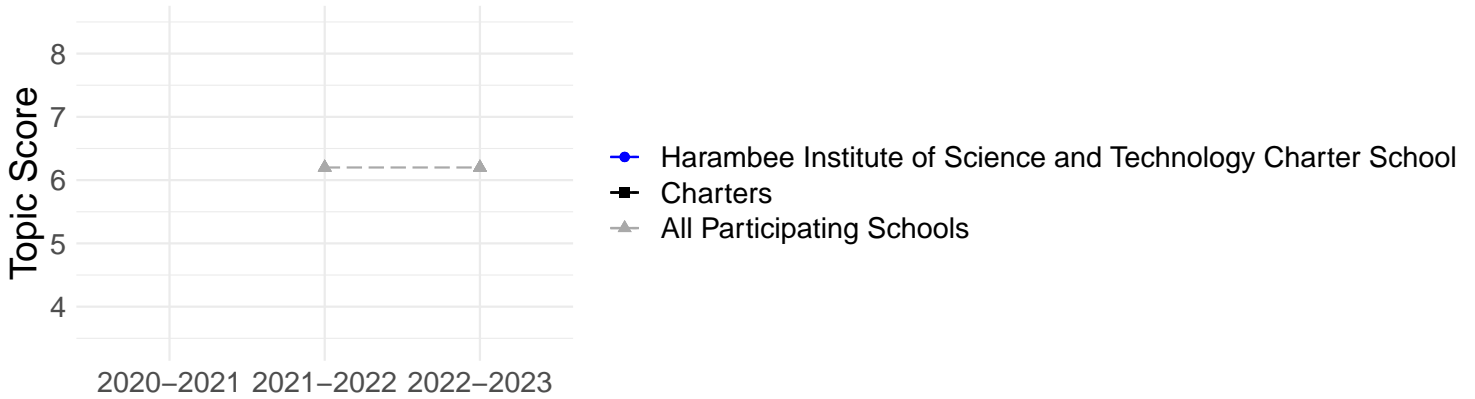 Topic Score
8
7
6
5
4
2020–2021 2021–2022 2022–2023
Harambee Institute of Science and Technology Charter School
Charters
All Participating Schools